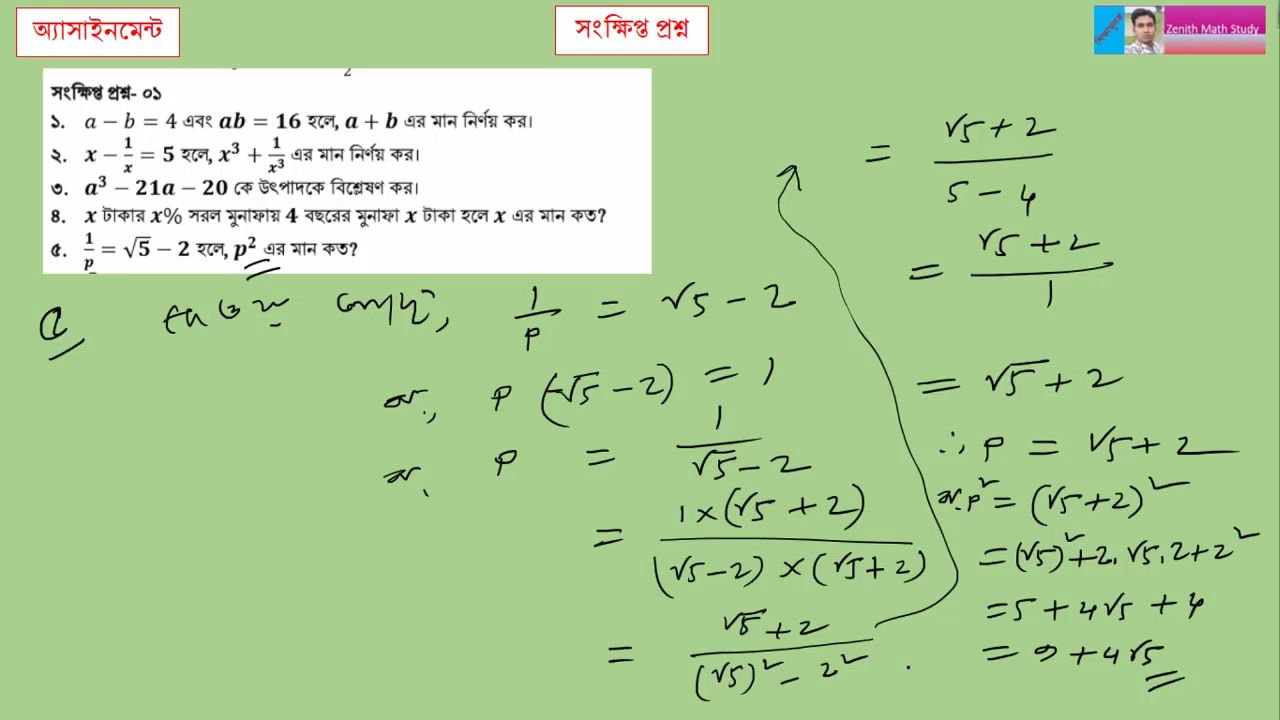 অ্যাসাইনমেন্ট
সংক্ষিপ্ত প্রশ্ন
Zenith Math Study
2
সংক্ষিপ্ত প্রশ্ন- ০১
১. a − b = 4 এবং ab = 16 হলে, a + b এর মান নির্ণয় কর।
২. x − 1/x = 5 হলে, x³ + 1/x³ এর মান নির্ণয় কর।
৩. a³ − 21a − 20 কে উৎপাদকে বিশ্লেষণ কর।
৪. x টাকার x% সরল মুনাফায় 4 বছরের মুনাফা x টাকা হলে x এর মান কত?
৫. 1/p = √5 − 2 হলে, p² এর মান কত?
৫ দেওয়া আছে, 1/p = √5 − 2
বা, p (√5 − 2) = 1
বা, p = 1/(√5 − 2)
= 1 × (√5 + 2) / (√5 − 2) × (√5 + 2)
= √5 + 2 / (√5)² − 2²
= √5 + 2 / 5 − 4
= √5 + 2 / 1
= √5 + 2
∴ p = √5 + 2
বা, p² = (√5 + 2)²
= (√5)² + 2.√5.2 + 2²
= 5 + 4√5 + 4
= 9 + 4√5